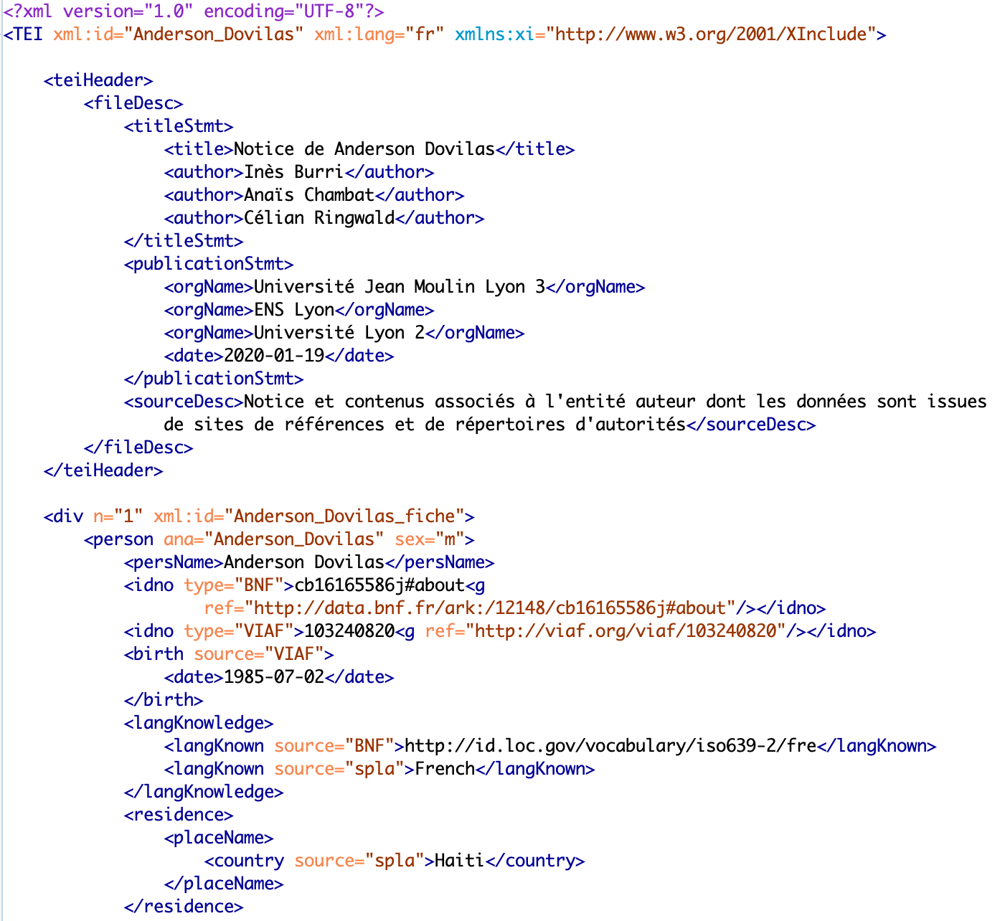 <?xml version="1.0" encoding="UTF-8"?>
<TEI xml:id="Anderson_Dovilas" xml:lang="fr" xmlns:xi="http://www.w3.org/2001/XInclude">
<teiHeader>
<fileDesc>
<titleStmt>
<title>Notice de Anderson Dovilas</title>
<author>Inès Burri</author>
<author>Anaïs Chambat</author>
<author>Célian Ringwald</author>
</titleStmt>
<publicationStmt>
<orgName>Université Jean Moulin Lyon 3</orgName>
<orgName>ENS Lyon</orgName>
<orgName>Université Lyon 2</orgName>
<date>2020-01-19</date>
</publicationStmt>
<sourceDesc>Notice et contenus associés à l'entité auteur dont les données sont issues
de sites de références et de répertoires d'autorités</sourceDesc>
</fileDesc>
</teiHeader>
<div n="1" xml:id="Anderson_Dovilas_fiche">
<person ana="Anderson_Dovilas" sex="m">
<persName>Anderson Dovilas</persName>
<idno type="BNF">cb16165586j#about<g
ref="http://data.bnf.fr/ark:/12148/cb16165586j#about"/></idno>
<idno type="VIAF">103240820<g ref="http://viaf.org/viaf/103240820"/></idno>
<birth source="VIAF">
<date>1985-07-02</date>
</birth>
<langKnowledge>
<langKnown source="BNF">http://id.loc.gov/vocabulary/iso639-2/fre</langKnown>
<langKnown source="spla">French</langKnown>
</langKnowledge>
<residence>
<placeName>
<country source="spla">Haiti</country>
</placeName>
</residence>